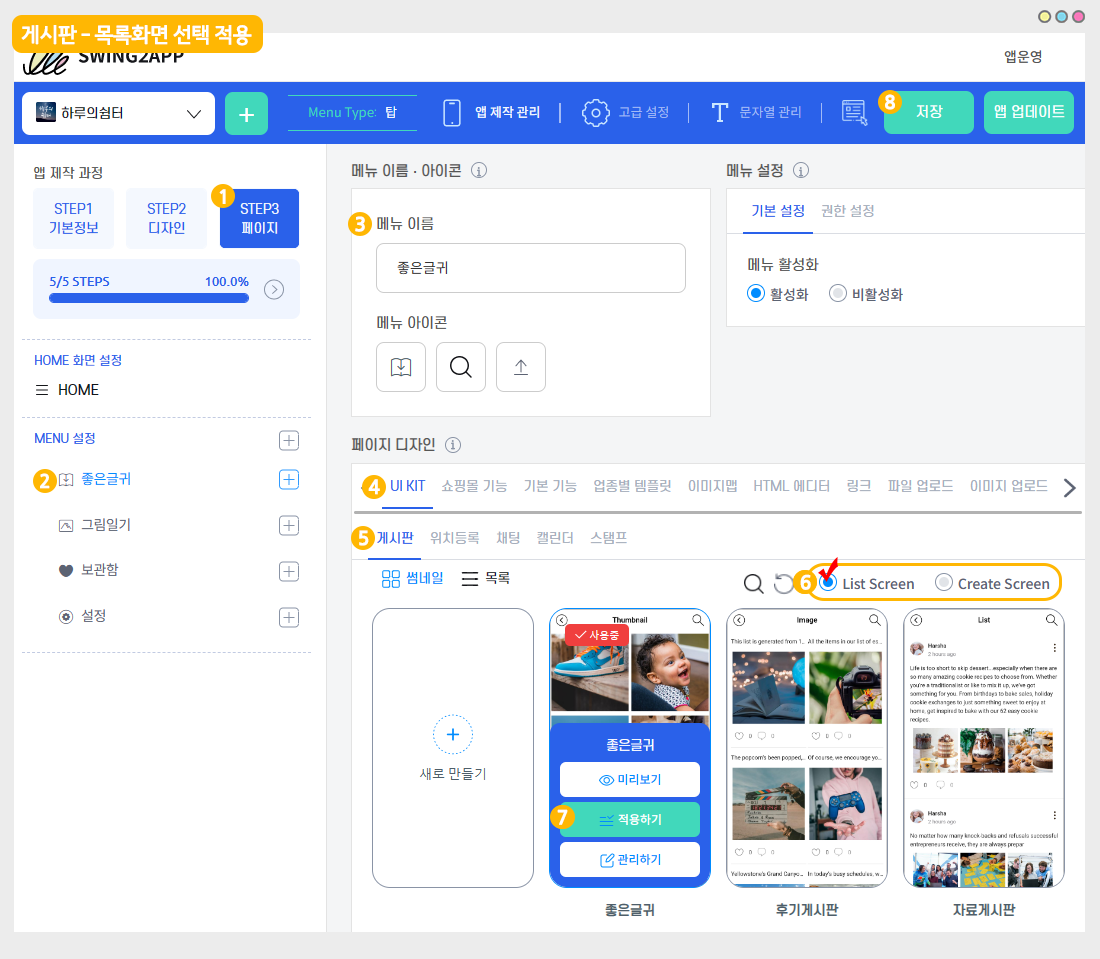 게시판 - 목록화면 선택 적용
SWING2APP
앱운영
하루의쉼터
+
Menu Type: 탑
앱 제작 관리
고급 설정
문자열 관리
8
저장
앱 업데이트
앱 제작 과정
1
STEP1
기본정보
STEP2
디자인
STEP3
페이지
5/5 STEPS
100.0%
HOME 화면 설정
HOME
MENU 설정
2
좋은글귀
그림일기
보관함
설정
메뉴 이름 · 아이콘
3
메뉴 이름
좋은글귀
메뉴 아이콘
메뉴 설정
기본 설정
권한 설정
메뉴 활성화
활성화
비활성화
페이지 디자인
4
UI KIT
쇼핑몰 기능
기본 기능
업종별 템플릿
이미지맵
HTML 에디터
링크
파일 업로드
이미지 업로드
5
게시판
위치등록
채팅
캘린더
스탬프
썸네일
목록
6
List Screen
Create Screen
새로 만들기
Thumbnail
사용중
좋은글귀
미리보기
7
적용하기
관리하기
좋은글귀
Image
This list is generated from 1...
All the items in our list of es...
0 0
0 0
The popcorn's been popped,...
Of course, we encourage yo...
0 0
0 0
Yellowstone's Grand Canyo...
In today's busy schedules, w...
후기게시판
List
Harsha
2 hours ago
Life is too short to skip dessert...especially when there are
so many amazing cookie recipes to choose from. Whether
you're a traditionalist or like to mix it up, we've got
something for you. From birthdays to bake sales, holiday
cookie exchanges to just something sweet to enjoy at
home, get inspired to bake with our 62 easy cookie
recipes.
0 0
Harsha
2 hours ago
No matter how many knock-backs and refusals successful
entrepreneurs receive, they are always prepar
자료게시판